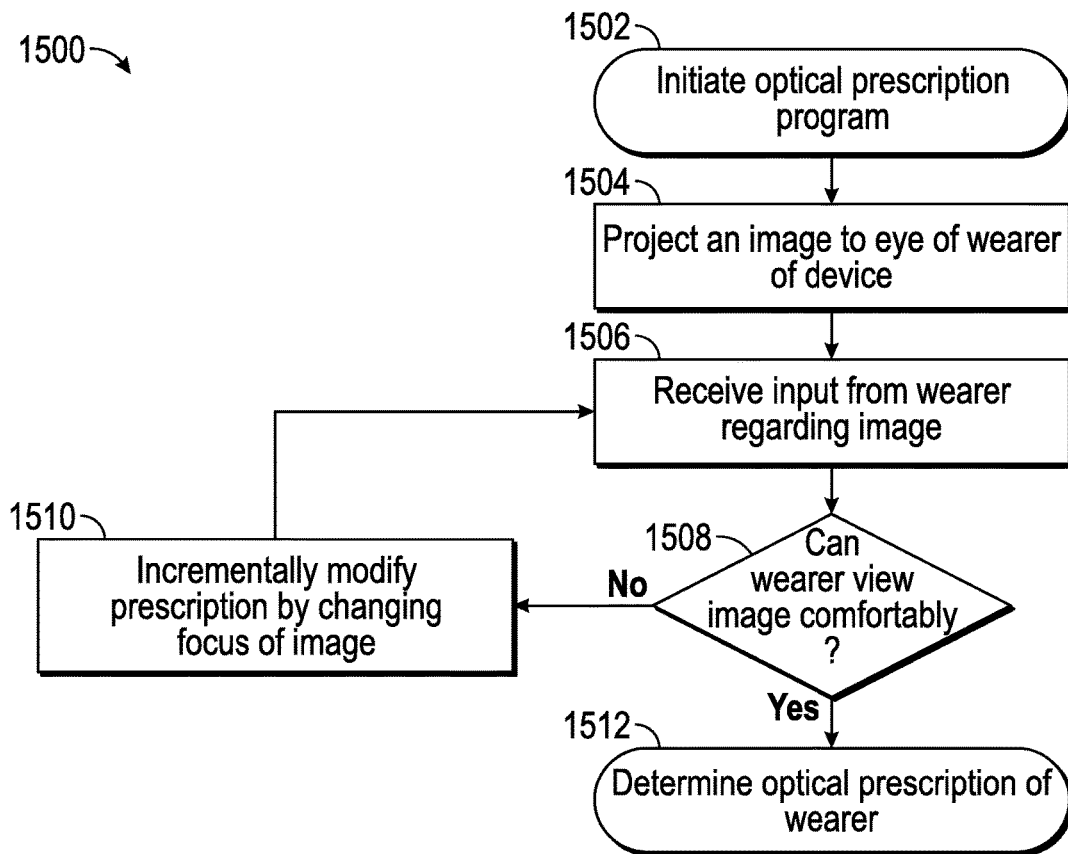 1500
1502
Initiate optical prescription
program
1504
Project an image to eye of wearer
of device
1506
Receive input from wearer
regarding image
1508
Can
wearer view
image comfortably
?
No
1510
Incrementally modify
prescription by changing
focus of image
Yes
1512
Determine optical prescription of
wearer